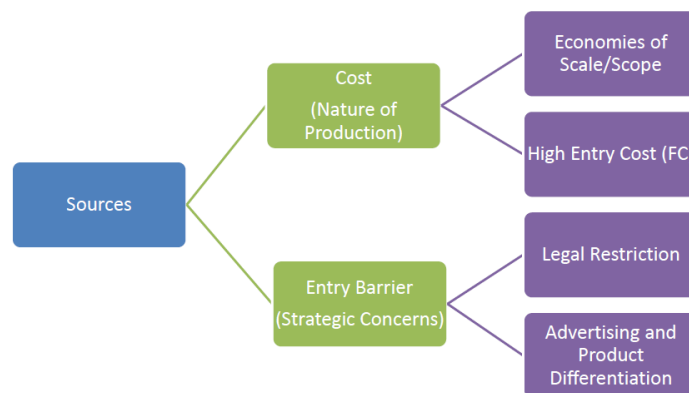 Sources
Cost
(Nature of
Production)
Entry Barrier
(Strategic Concerns)
Economies of
Scale/Scope
High Entry Cost (FC
Legal Restriction
Advertising and
Product
Differentiation